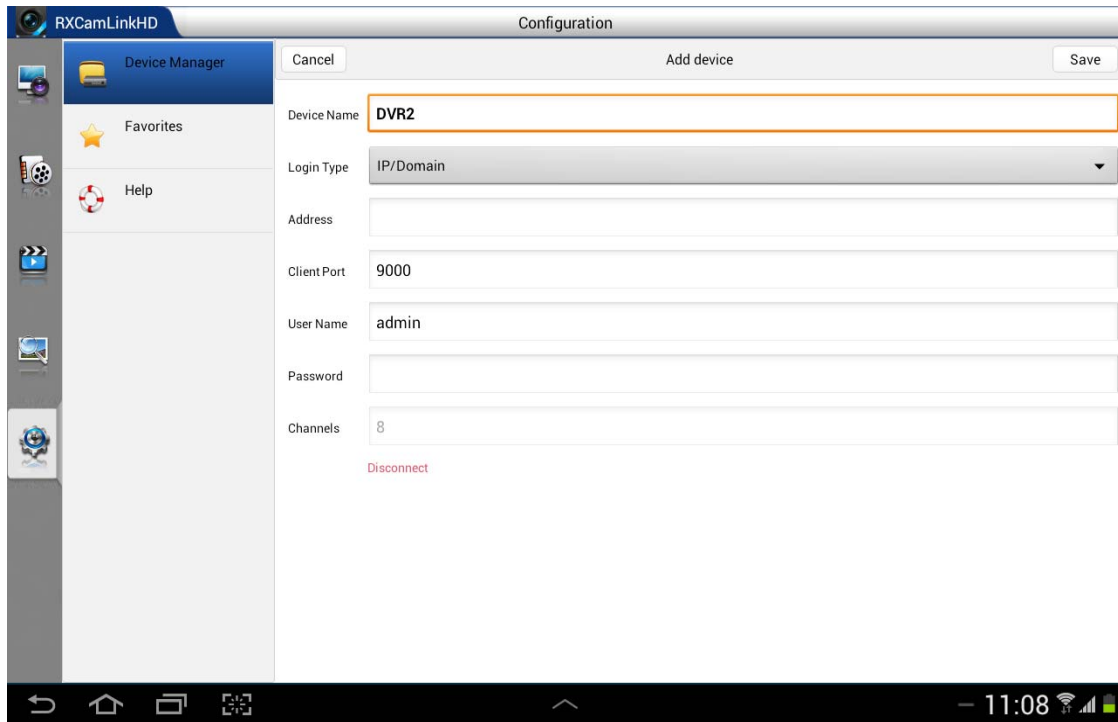 RXCamLinkHD
Configuration
Device Manager
Favorites
Help
Cancel
Add device
Save
Device Name
DVR2
Login Type
IP/Domain
Address
Client Port
9000
User Name
admin
Password
Channels
8
Disconnect
11:08